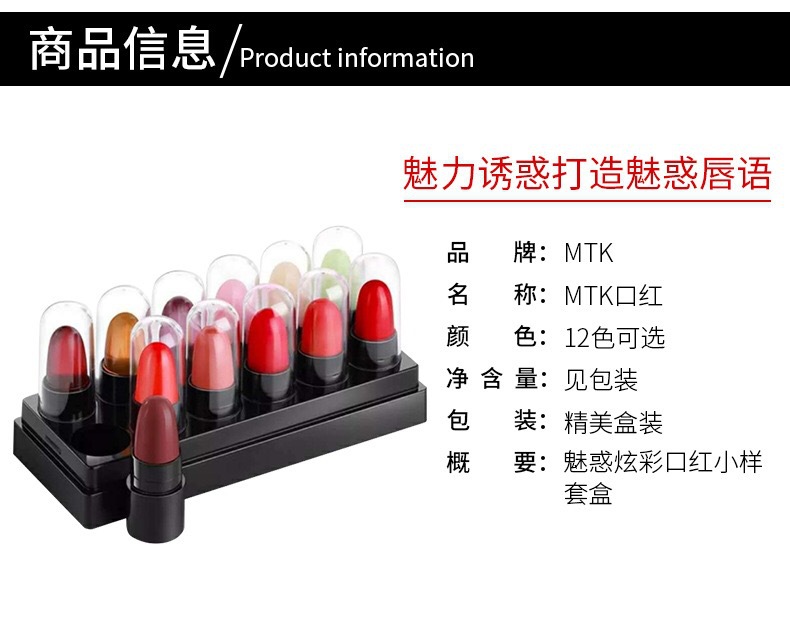 商品信息/Product information
魅力诱惑打造魅惑唇语
品 牌：MTK
名 称：MTK口红
颜 色：12色可选
净含量：见包装
包 装：精美盒装
概 要：魅惑炫彩口红小样
套盒